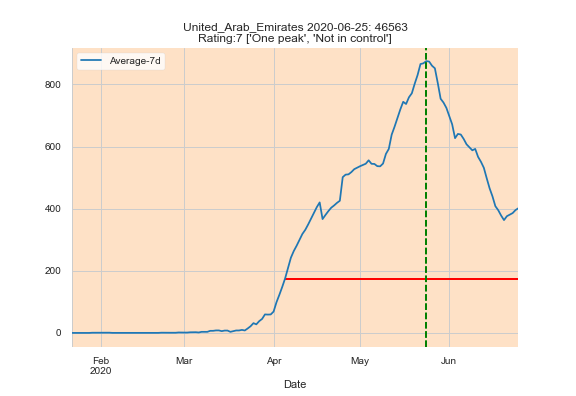 United_Arab_Emirates 2020-06-25: 46563
Rating:7 ['One peak', 'Not in control']
Average-7d
800
600
400
200
0
Feb
2020
Mar
Apr
May
Jun
Date